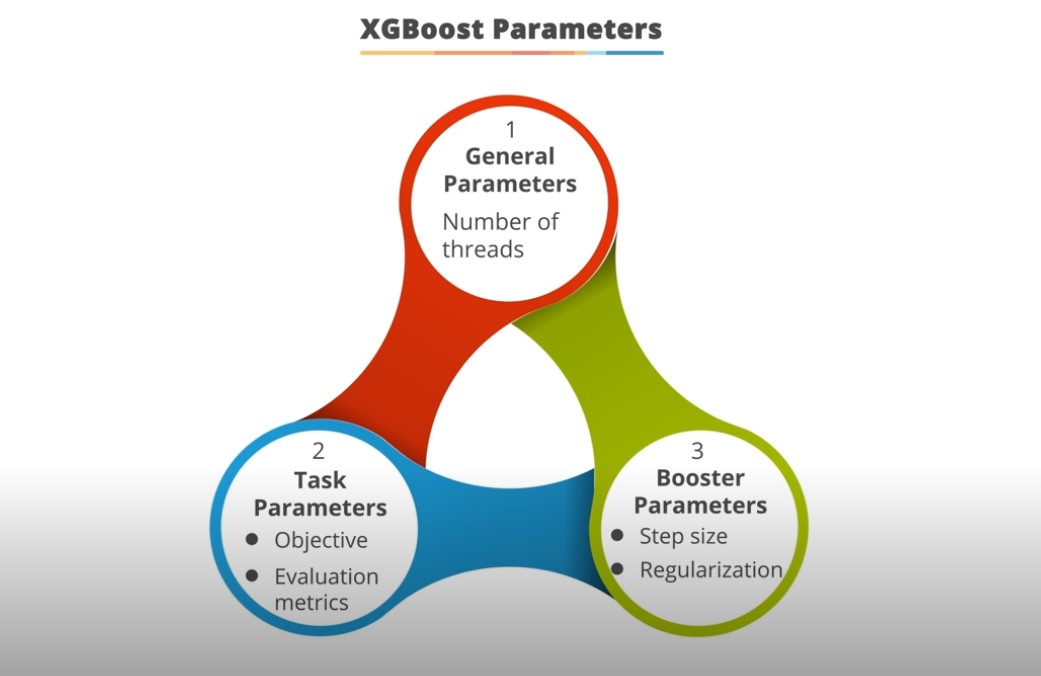 XGBoost Parameters
1
General
Parameters
Number of
threads
2
Task
Parameters
● Objective
● Evaluation
metrics
3
Booster
Parameters
● Step size
● Regularization